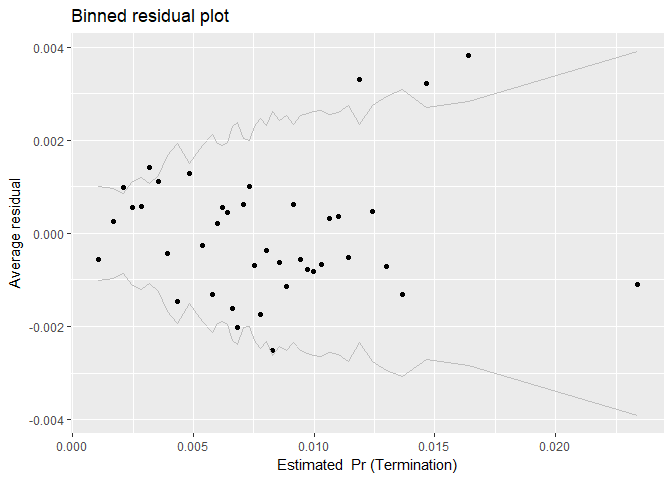 Binned residual plot
0.004
0.002
0.000
-0.002
-0.004
Average residual
0.000 0.005 0.010 0.015 0.020
Estimated  Pr (Termination)